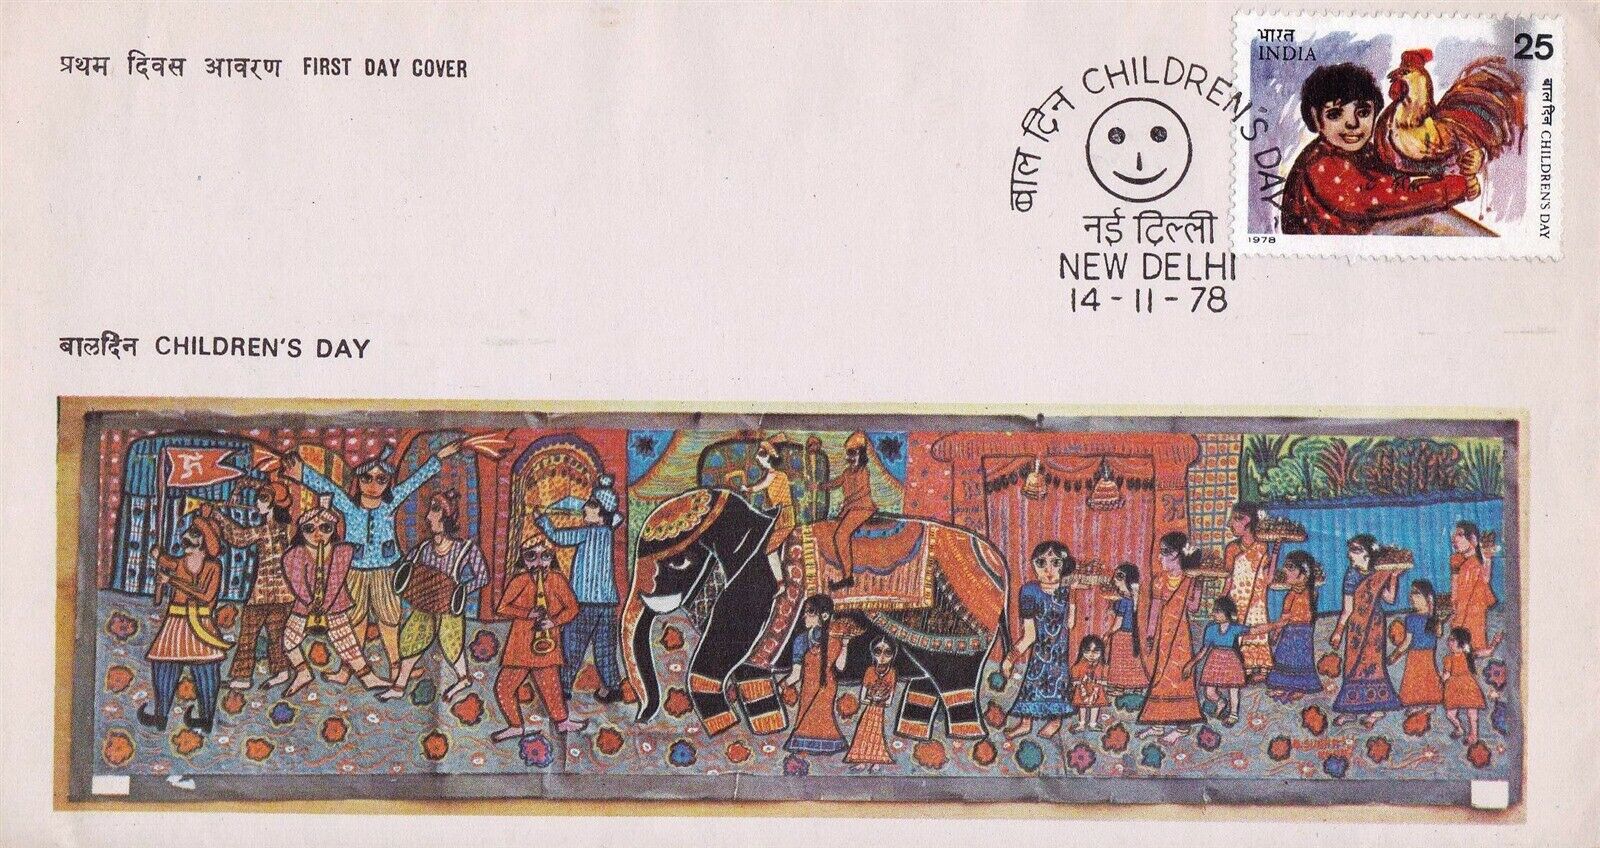 प्रथम दिवस आवरण FIRST DAY COVER
बाल दिन CHILDREN'S DAY
नई दिल्ली
NEW DELHI
14-11-78
भारत
INDIA
25
बाल दिन CHILDREN'S DAY
1978
बालदिन CHILDREN'S DAY